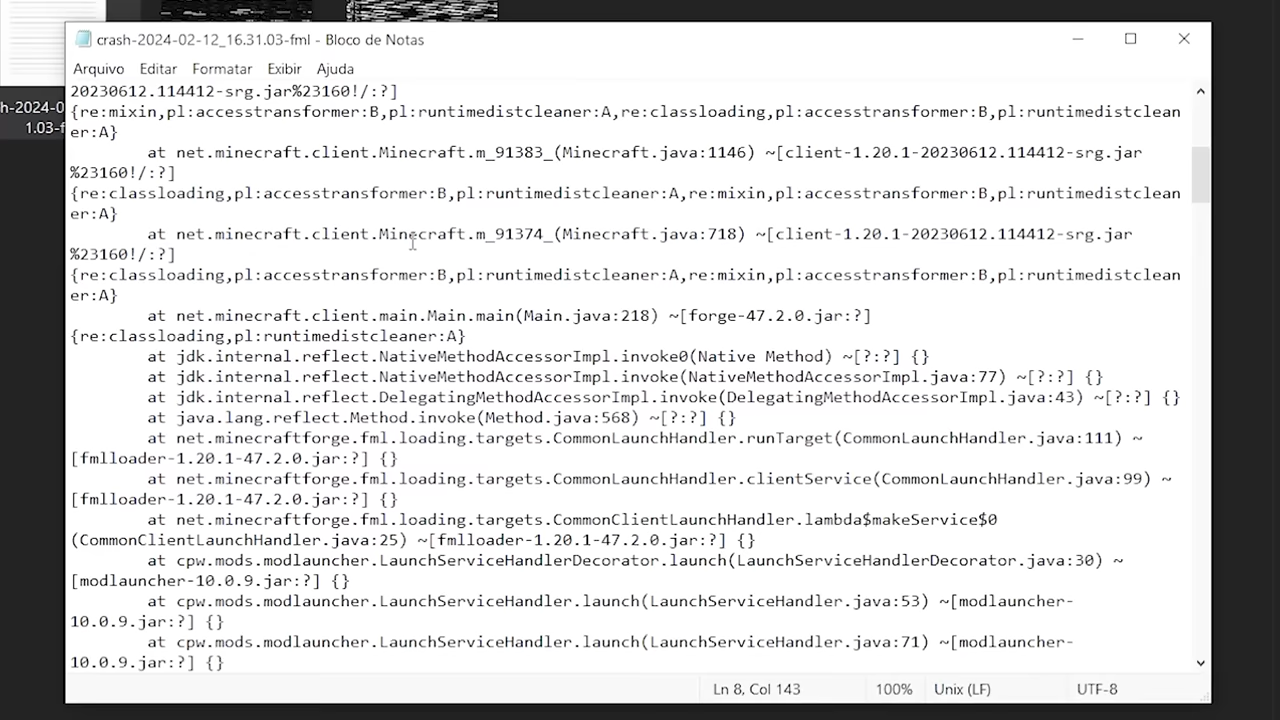 crash-2024-02-12_16.31.03-fml - Bloco de Notas
Arquivo Editar Formatar Exibir Ajuda
20230612.114412-srg.jar%23160!/:?]
{re:mixin,pl:accesstransformer:B,pl:runtimedistcleaner:A,re:classloading,pl:accesstransformer:B,pl:runtimedistclean
er:A}
at net.minecraft.client.Minecraft.m_91383_(Minecraft.java:1146) ~[client-1.20.1-20230612.114412-srg.jar
%23160!/:?]
{re:classloading,pl:accesstransformer:B,pl:runtimedistcleaner:A,re:mixin,pl:accesstransformer:B,pl:runtimedistclean
er:A}
at net.minecraft.client.Minecraft.m_91374_(Minecraft.java:718) ~[client-1.20.1-20230612.114412-srg.jar
%23160!/:?]
{re:classloading,pl:accesstransformer:B,pl:runtimedistcleaner:A,re:mixin,pl:accesstransformer:B,pl:runtimedistclean
er:A}
at net.minecraft.client.main.Main.main(Main.java:218) ~[forge-47.2.0.jar:?]
{re:classloading,pl:runtimedistcleaner:A}
at jdk.internal.reflect.NativeMethodAccessorImpl.invoke0(Native Method) ~[?:?] {}
at jdk.internal.reflect.NativeMethodAccessorImpl.invoke(NativeMethodAccessorImpl.java:77) ~[?:?] {}
at jdk.internal.reflect.DelegatingMethodAccessorImpl.invoke(DelegatingMethodAccessorImpl.java:43) ~[?:?] {}
at java.lang.reflect.Method.invoke(Method.java:568) ~[?:?] {}
at net.minecraftforge.fml.loading.targets.CommonLaunchHandler.runTarget(CommonLaunchHandler.java:111) ~
[fmlloader-1.20.1-47.2.0.jar:?] {}
at net.minecraftforge.fml.loading.targets.CommonLaunchHandler.clientService(CommonLaunchHandler.java:99) ~
[fmlloader-1.20.1-47.2.0.jar:?] {}
at net.minecraftforge.fml.loading.targets.CommonClientLaunchHandler.lambda$makeService$0
(CommonClientLaunchHandler.java:25) ~[fmlloader-1.20.1-47.2.0.jar:?] {}
at cpw.mods.modlauncher.LaunchServiceHandlerDecorator.launch(LaunchServiceHandlerDecorator.java:30) ~
[modlauncher-10.0.9.jar:?] {}
at cpw.mods.modlauncher.LaunchServiceHandler.launch(LaunchServiceHandler.java:53) ~[modlauncher-
10.0.9.jar:?] {}
at cpw.mods.modlauncher.LaunchServiceHandler.launch(LaunchServiceHandler.java:71) ~[modlauncher-
10.0.9.jar:?] {}
Ln 8, Col 143 100% Unix (LF) UTF-8
h-2024-0
1.03-f